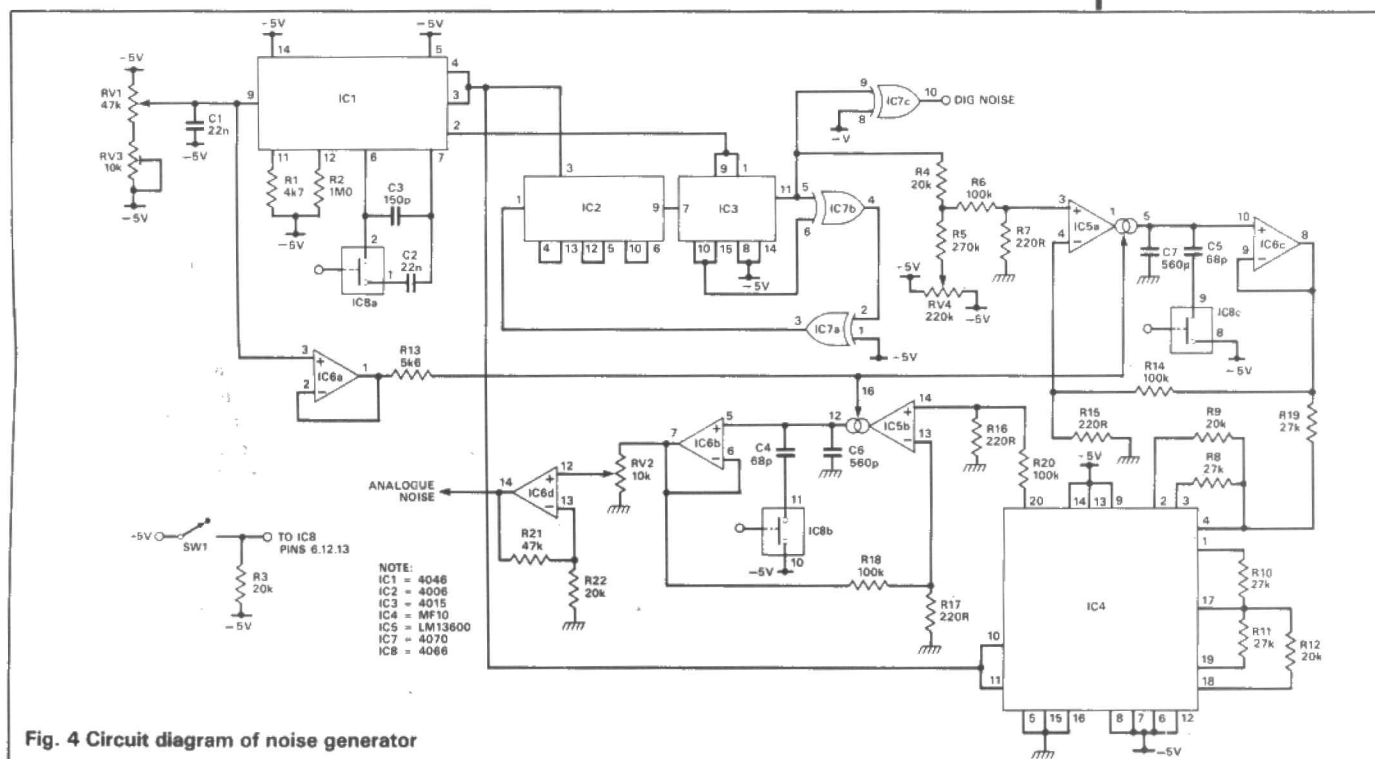 -5V
-5V
14
5
-5V
RV1
47k
9
IC1
4
3
2
C1
22n
-5V
RV3
10k
-5V
11
12
6
7
R1
4k7
R2
1M0
-5V
C3
150p
2
1
C2
22n
IC8a
3
1
IC2
9
4
13
12
5
10
6
7
9
1
IC3
11
10
15
8
14
-5V
9
8
IC7c
10
DIG NOISE
-V
5
6
IC7b
4
R4
20k
R6
100k
R5
270k
R7
220R
-5V
RV4
220k
-5V
3
4
IC5a
1
5
C7
560p
C5
68p
10
9
IC6c
8
9
IC8c
8
-5V
3
IC7a
2
1
-5V
3
2
IC6a
1
R13
5k6
16
R14
100k
R15
220R
R19
27k
R9
20k
R8
27k
ANALOGUE
NOISE
14
IC6d
12
13
RV2
10k
7
IC6b
5
6
C4
68p
12
C6
560p
IC5b
14
13
R16
220R
R20
100k
11
IC8b
10
-5V
R18
100k
R17
220R
R21
47k
R22
20k
-5V
SW1
TO IC8
PINS 6.12.13
R3
20k
-5V
NOTE:
IC1 = 4046
IC2 = 4006
IC3 = 4015
IC4 = MF10
IC5 = LM13600
IC7 = 4070
IC8 = 4066
-5V
20
14
13
9
2
3
4
1
17
19
18
IC4
10
11
5
15
16
8
7
6
12
-5V
R10
27k
R11
27k
R12
20k
Fig. 4 Circuit diagram of noise generator